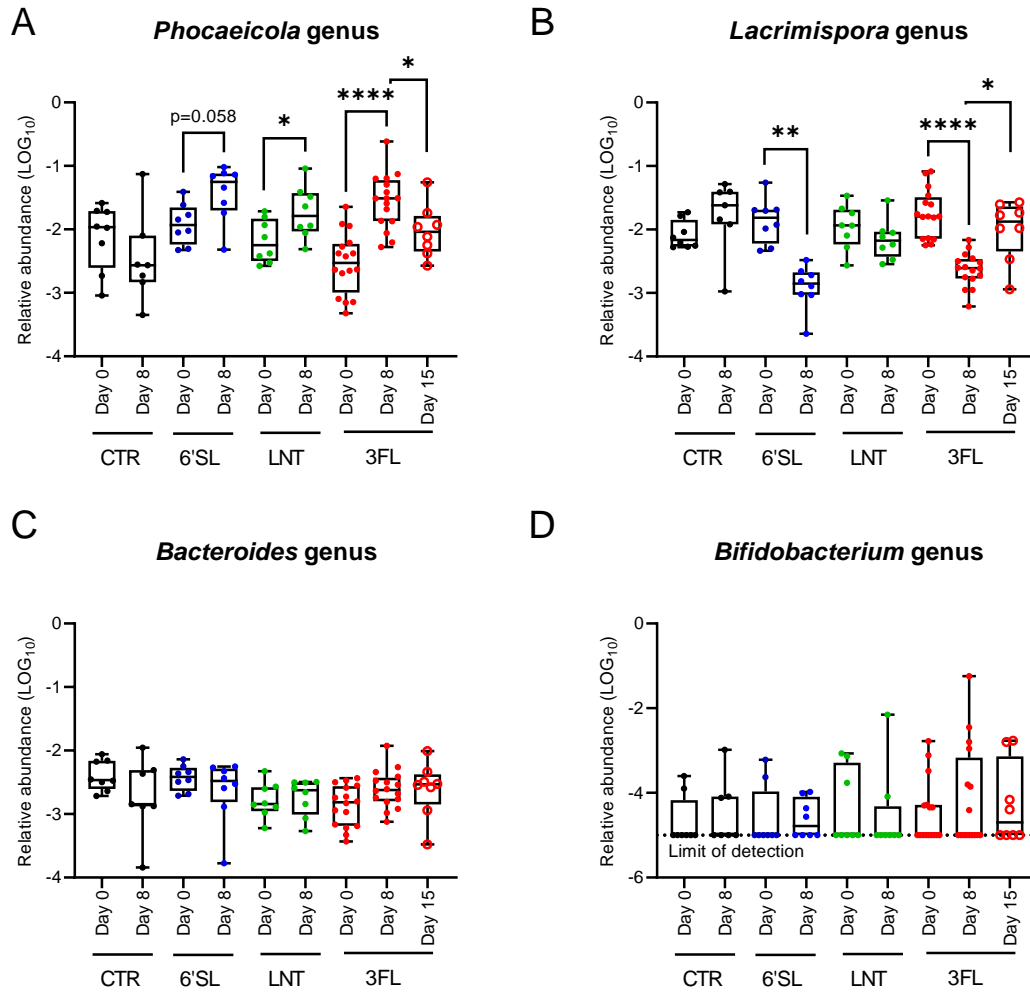 A
Phocaeicola genus
Relative abundance (LOG10)
0
-1
-2
-3
-4
p=0.058
*
****
*
Day 0
Day 8
Day 0
Day 8
Day 0
Day 8
Day 0
Day 8
Day 15
CTR
6'SL
LNT
3FL
B
Lacrimispora genus
Relative abundance (LOG10)
0
-1
-2
-3
-4
**
****
*
Day 0
Day 8
Day 0
Day 8
Day 0
Day 8
Day 0
Day 8
Day 15
CTR
6'SL
LNT
3FL
C
Bacteroides genus
Relative abundance (LOG10)
0
-1
-2
-3
-4
Day 0
Day 8
Day 0
Day 8
Day 0
Day 8
Day 0
Day 8
Day 15
CTR
6'SL
LNT
3FL
D
Bifidobacterium genus
Relative abundance (LOG10)
0
-2
-4
-6
Limit of detection
Day 0
Day 8
Day 0
Day 8
Day 0
Day 8
Day 0
Day 8
Day 15
CTR
6'SL
LNT
3FL